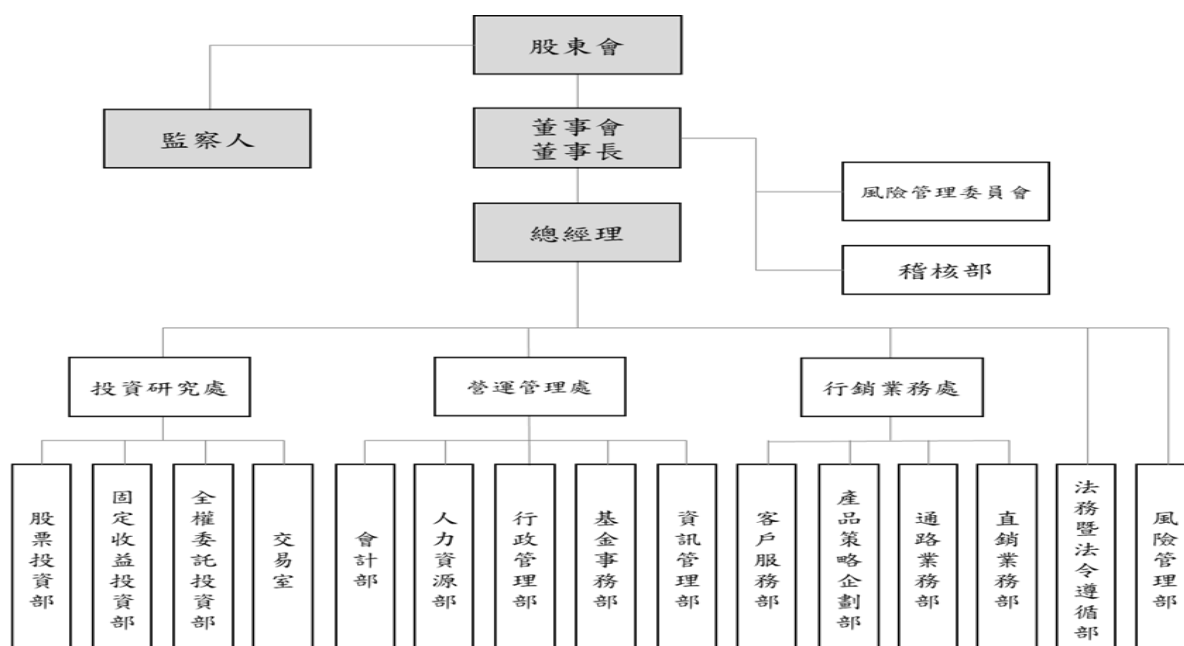 股東會
監察人
董事會
董事長
風險管理委員會
總經理
稽核部
投資研究處
營運管理處
行銷業務處
股票投資部
固定收益投資部
全權委託投資部
交易室
會計部
人力資源部
行政管理部
基金事務部
資訊管理部
客戶服務部
產品策略企劃部
通路業務部
直銷業務部
法務暨法令遵循部
風險管理部